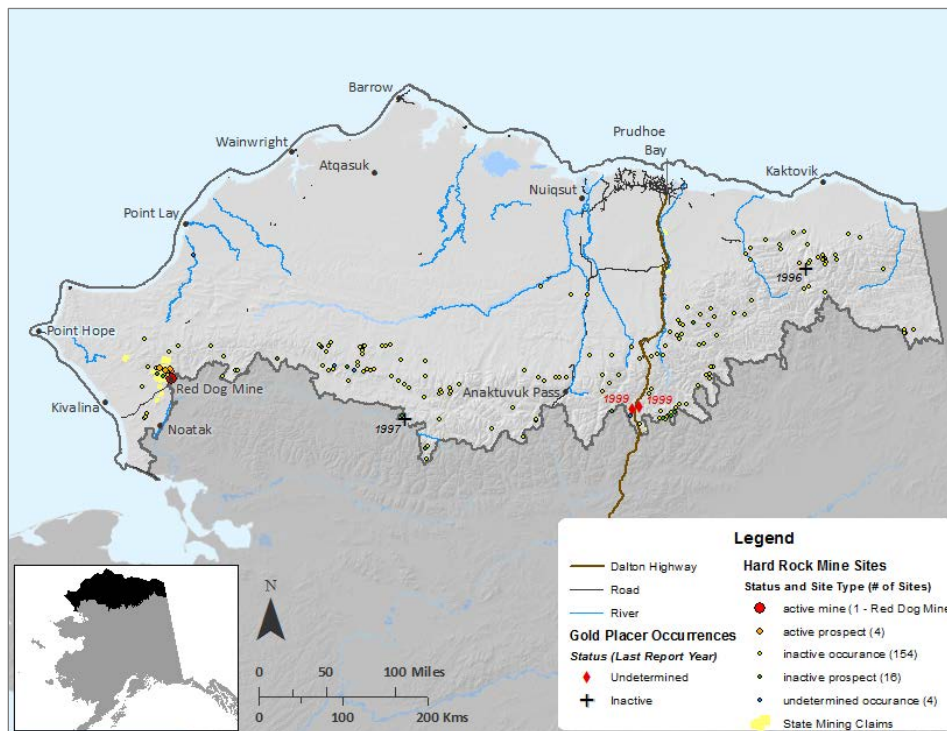 Barrow
Wainwright
Prudhoe
Bay
Atqasuk
Kaktovik
Nuiqsut
Point Lay
1996
Point Hope
Red Dog Mine
Anaktuvuk Pass
Kivalina
1999
1999
1997
Noatak
N
0 50 100 Miles
0 100 200 Kms
Legend
Dalton Highway
Road
River
Gold Placer Occurrences
Status (Last Report Year)
Undetermined
Inactive
Hard Rock Mine Sites
Status and Site Type (# of Sites)
active mine (1 - Red Dog Mine
active prospect (4)
inactive occurance (154)
inactive prospect (16)
undetermined occurance (4)
State Mining Claims